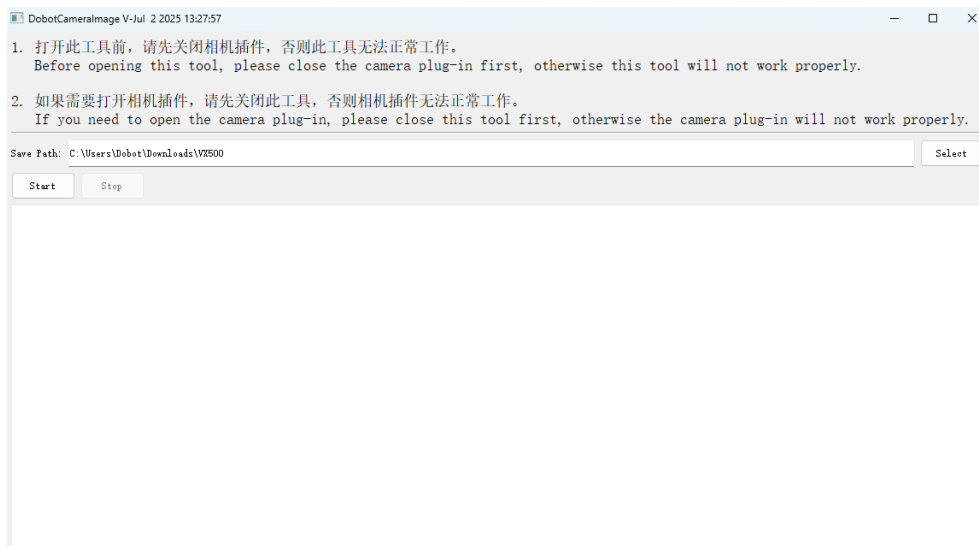 DobotCameraImage V-Jul 2 2025 13:27:57
1. 打开此工具前，请先关闭相机插件，否则此工具无法正常工作。
Before opening this tool, please close the camera plug-in first, otherwise this tool will not work properly.
2. 如果需要打开相机插件，请先关闭此工具，否则相机插件无法正常工作。
If you need to open the camera plug-in, please close this tool first, otherwise the camera plug-in will not work properly.
Save Path: C:\Users\Dobot\Downloads\VX500 Select
Start Stop